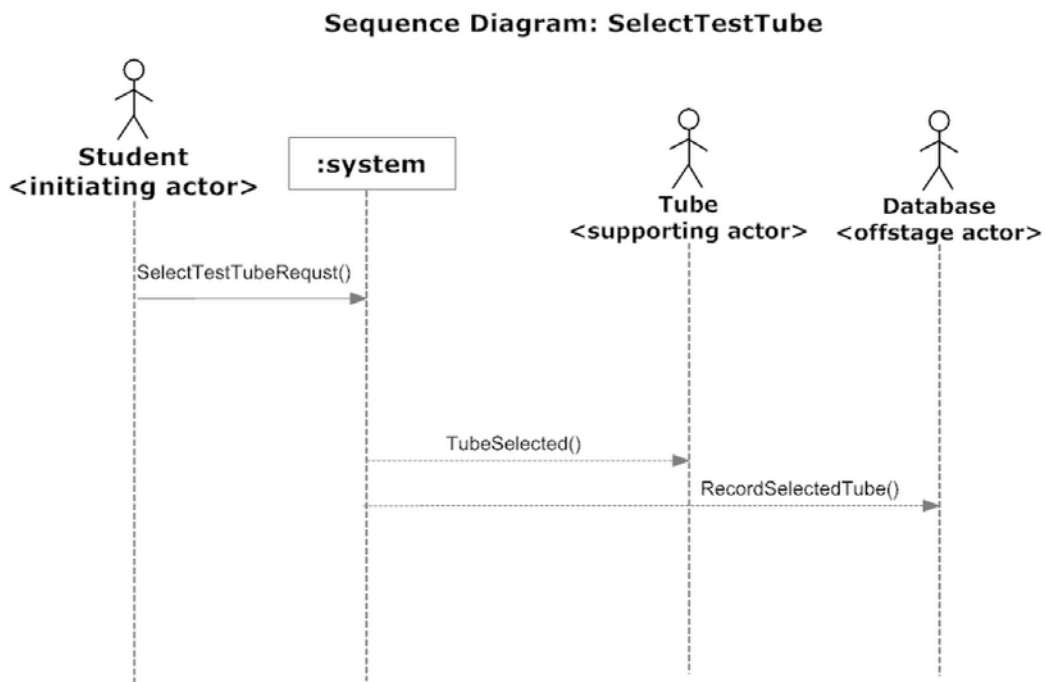 Sequence Diagram: SelectTestTube
Student
<initiating actor>
:system
Tube
<supporting actor>
Database
<offstage actor>
SelectTestTubeRequst()
TubeSelected()
RecordSelectedTube()